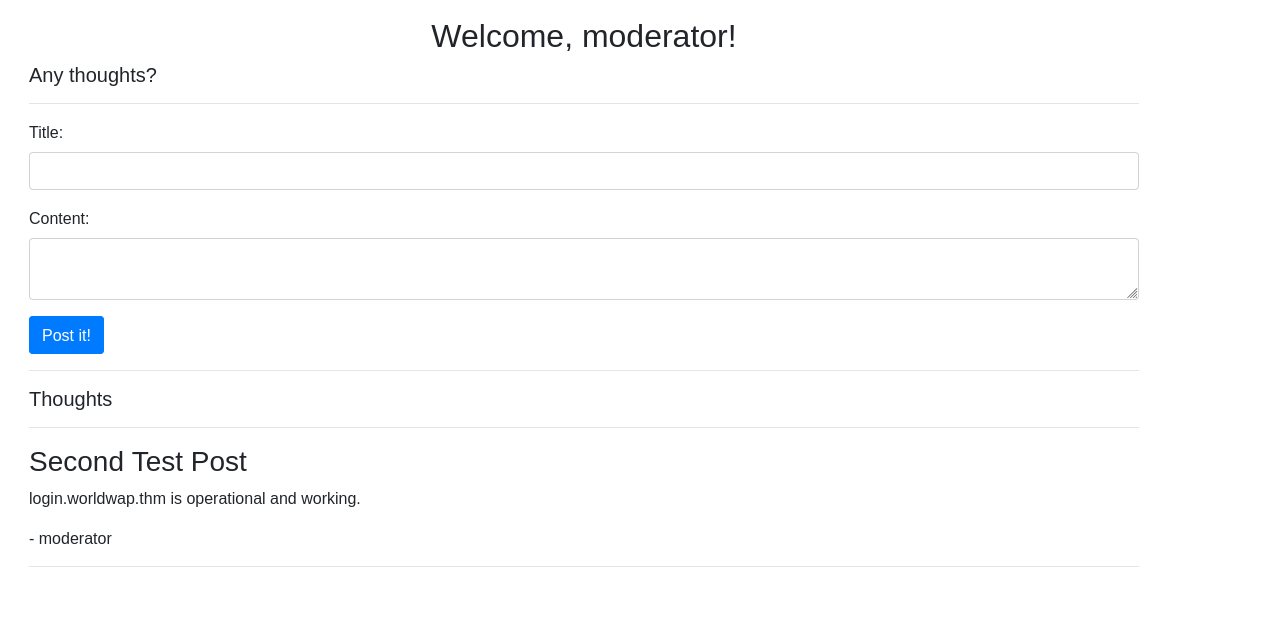 Welcome, moderator!
Any thoughts?
Title:
Content:
Post it!
Thoughts
Second Test Post
login.worldwap.thm is operational and working.
- moderator